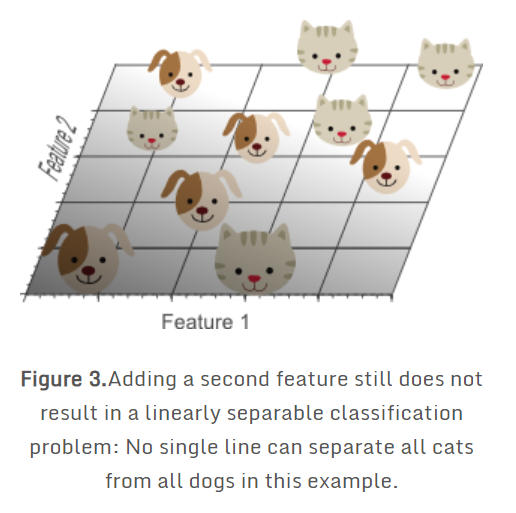 Feature 2
Feature 1
Figure 3.Adding a second feature still does not
result in a linearly separable classification
problem: No single line can separate all cats
from all dogs in this example.